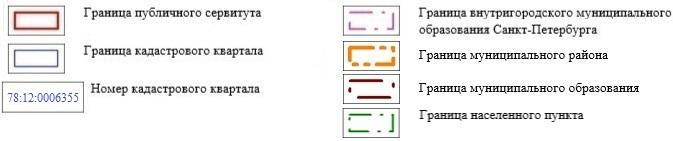 Граница публичного сервитута
Граница кадастрового квартала
78:12:0006355
Номер кадастрового квартала
Граница внутригородского муниципального
образования Санкт-Петербурга
Граница муниципального района
Граница муниципального образования
Граница населенного пункта